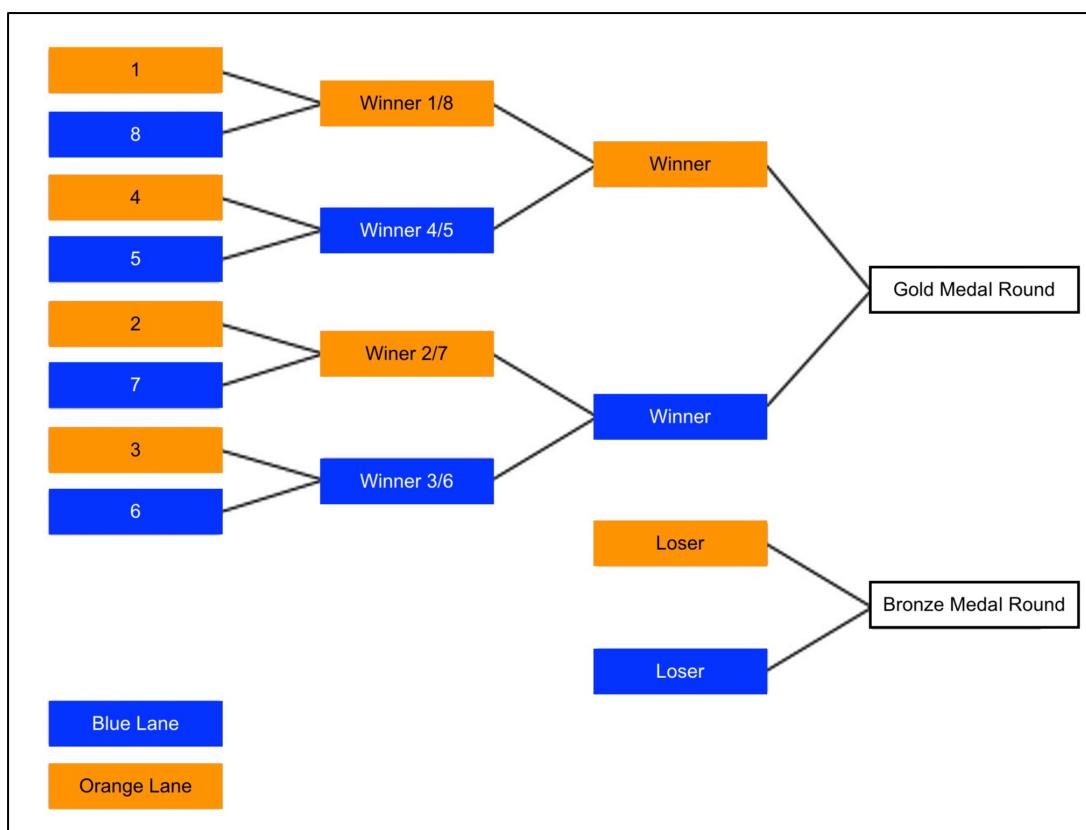 1
8
4
5
2
7
3
6
Winner 1/8
Winner 4/5
Winer 2/7
Winner 3/6
Winner
Winner
Loser
Loser
Gold Medal Round
Bronze Medal Round
Blue Lane
Orange Lane